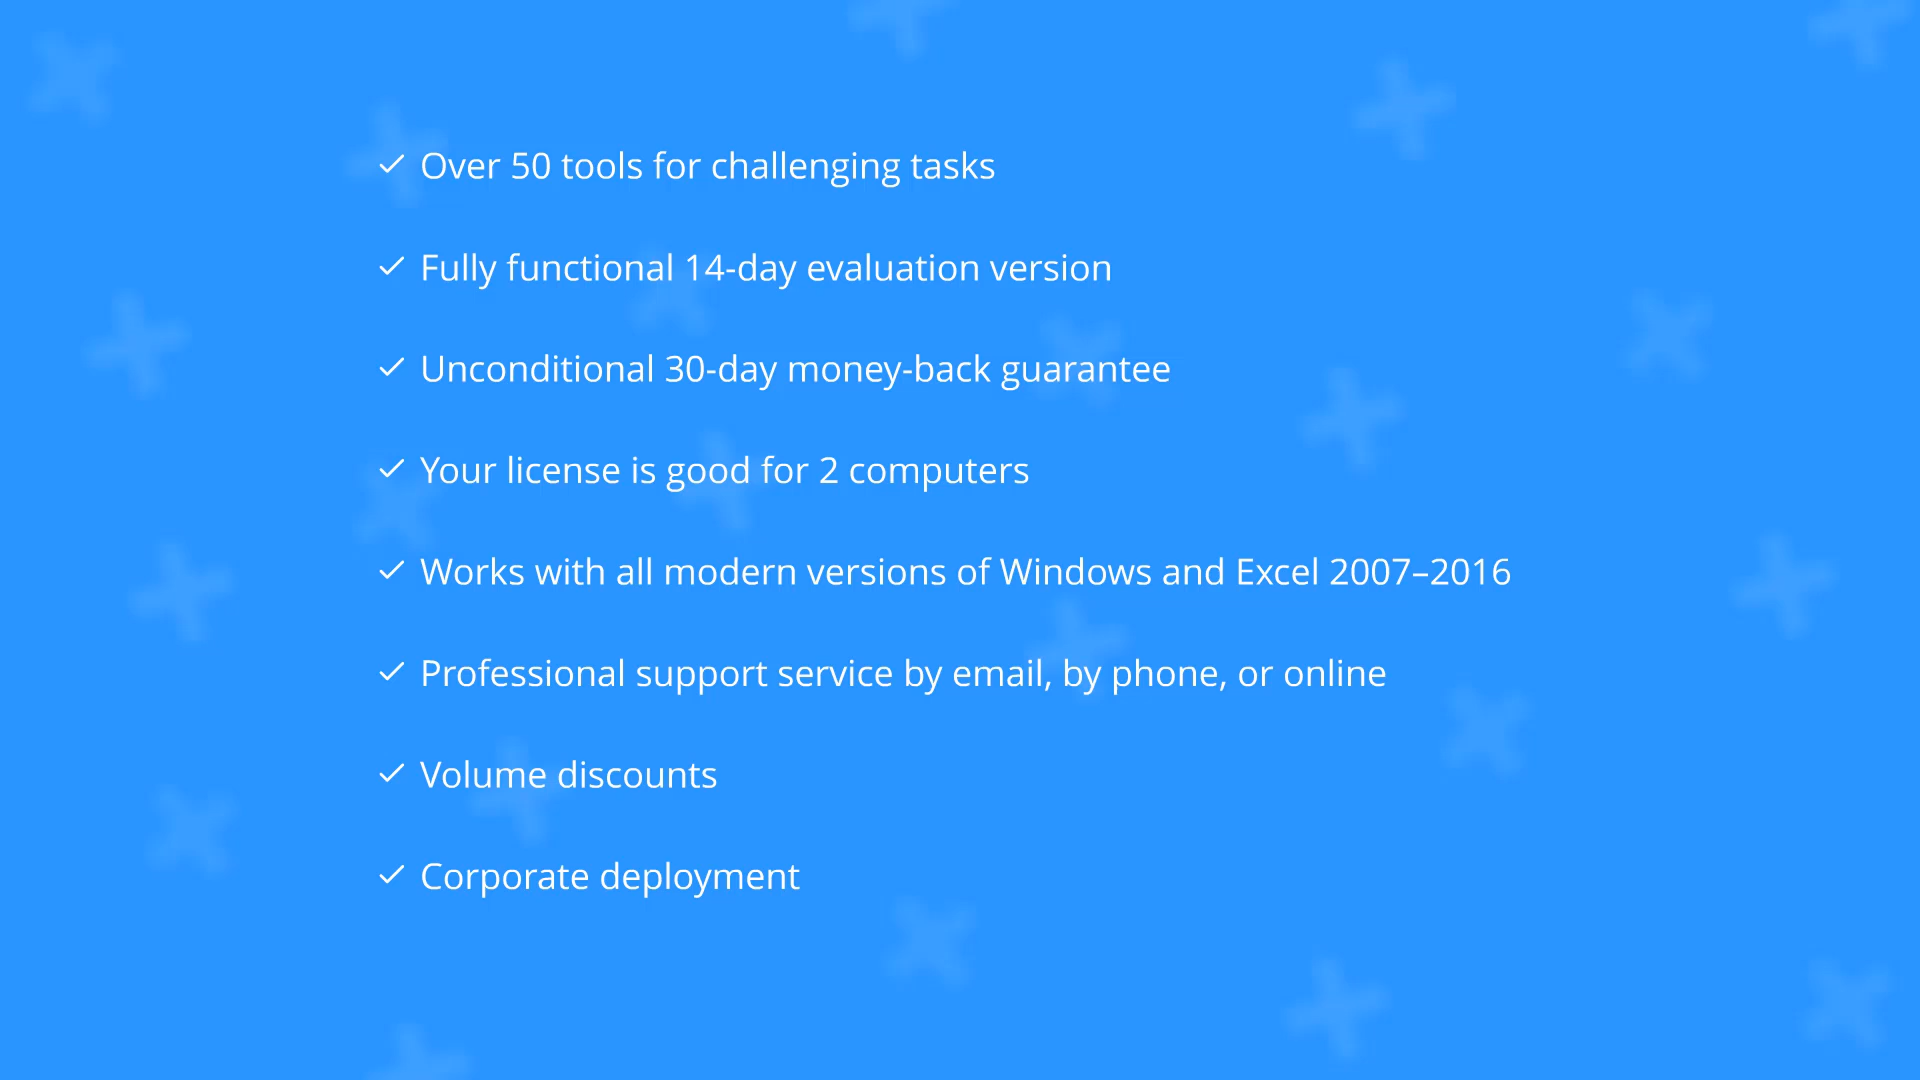 ✓ Over 50 tools for challenging tasks
✓ Fully functional 14-day evaluation version
✓ Unconditional 30-day money-back guarantee
✓ Your license is good for 2 computers
✓ Works with all modern versions of Windows and Excel 2007–2016
✓ Professional support service by email, by phone, or online
✓ Volume discounts
✓ Corporate deployment